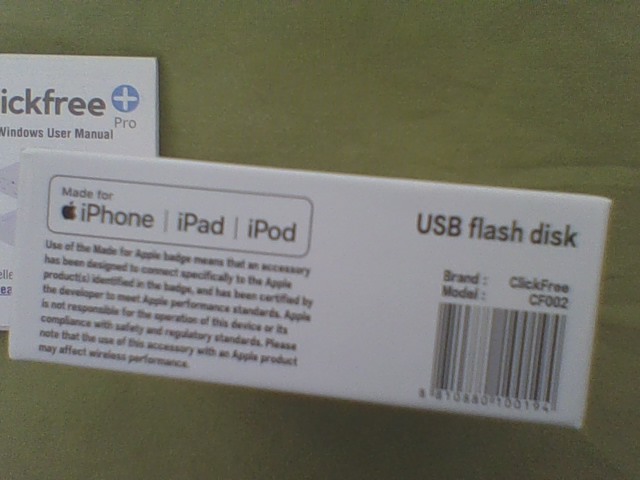 ickfree
Pro
Windows User Manual
Made for
iPhone | iPad | iPod
Use of the Made for Apple badge means that an accessory
has been designed to connect specifically to the Apple
product(s) identified in the badge, and has been certified by
the developer to meet Apple performance standards. Apple
is not responsible for the operation of this device or its
compliance with safety and regulatory standards. Please
note that the use of this accessory with an Apple product
may affect wireless performance.
USB flash disk
Brand : ClickFree
Model : CF002
8 10880 100194